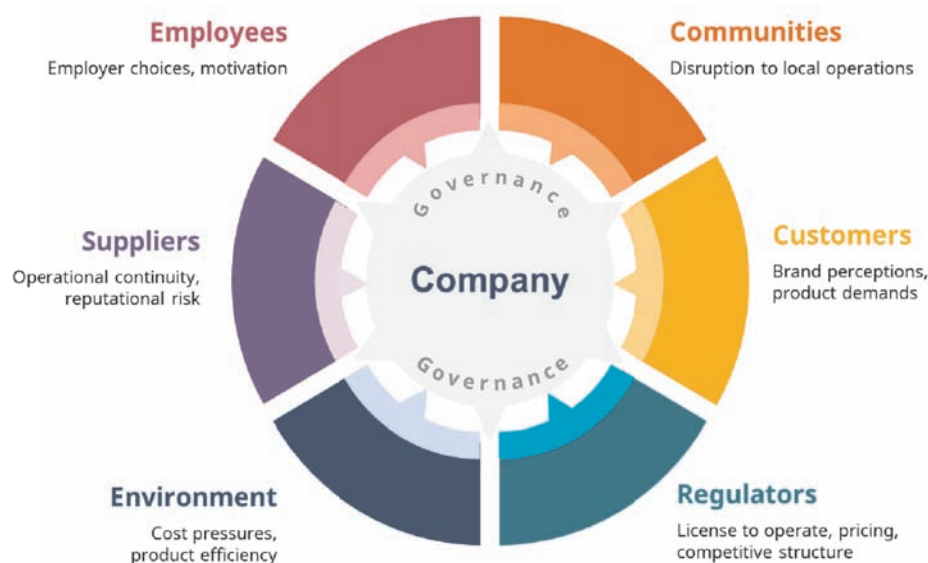 Employees
Employer choices, motivation
Communities
Disruption to local operations
Governance
Suppliers
Operational continuity,
reputational risk
Company
Customers
Brand perceptions,
product demands
Governance
Environment
Cost pressures,
product efficiency
Regulators
License to operate, pricing,
competitive structure